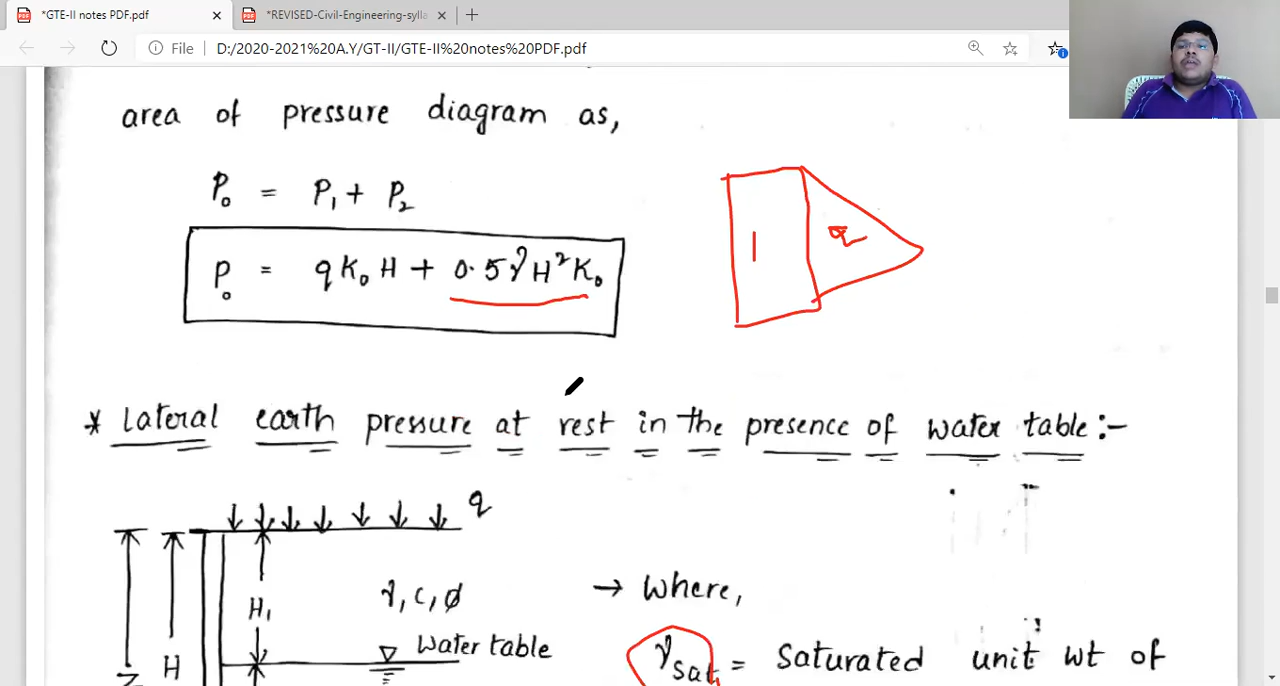 *GTE-II notes PDF.pdf
*REVISED-Civil-Engineering-sylla
File D:/2020-2021%20A.Y/GT-II/GTE-II%20notes%20PDF.pdf
area of pressure diagram as,
P₀ = P₁ + P₂
P₀ = qK₀H + 0.5γH²K₀
1 2
* Lateral earth pressure at rest in the presence of water table:-
q
H₁
γ, c, ϕ
→ Where,
Water table
H
Z
γsat = Saturated unit wt of